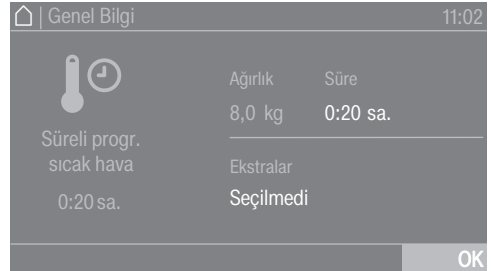 | Genel Bilgi 11:02
Ağırlık Süre
8,0 kg 0:20 sa.
Süreli progr.
sıcak hava
0:20 sa.
Ekstralar
Seçilmedi
OK